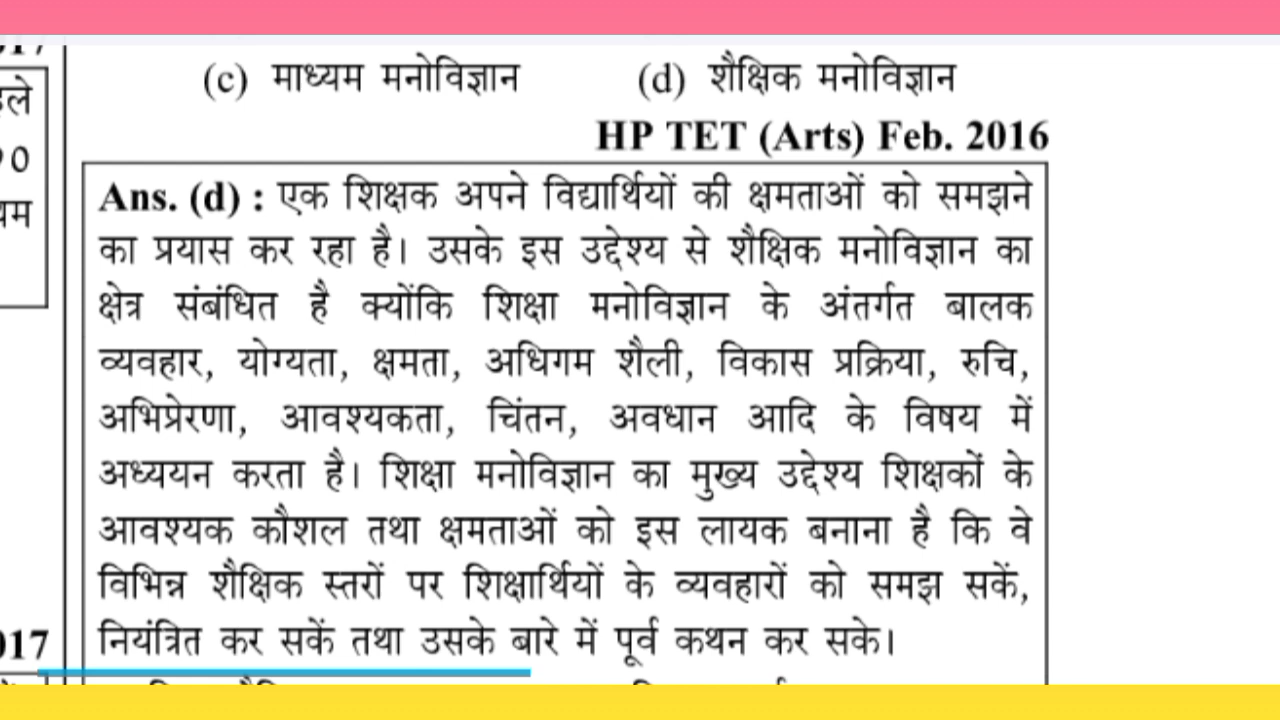 (c) माध्यम मनोविज्ञान (d) शैक्षिक मनोविज्ञान
HP TET (Arts) Feb. 2016
Ans. (d) : एक शिक्षक अपने विद्यार्थियों की क्षमताओं को समझने
का प्रयास कर रहा है। उसके इस उद्देश्य से शैक्षिक मनोविज्ञान का
क्षेत्र संबंधित है क्योंकि शिक्षा मनोविज्ञान के अंतर्गत बालक
व्यवहार, योग्यता, क्षमता, अधिगम शैली, विकास प्रक्रिया, रुचि,
अभिप्रेरणा, आवश्यकता, चिंतन, अवधान आदि के विषय में
अध्ययन करता है। शिक्षा मनोविज्ञान का मुख्य उद्देश्य शिक्षकों के
आवश्यक कौशल तथा क्षमताओं को इस लायक बनाना है कि वे
विभिन्न शैक्षिक स्तरों पर शिक्षार्थियों के व्यवहारों को समझ सकें,
नियंत्रित कर सकें तथा उसके बारे में पूर्व कथन कर सके।